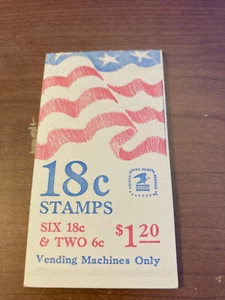 18c
STAMPS
SIX 18c
& TWO 6c
$1.20
Vending Machines Only